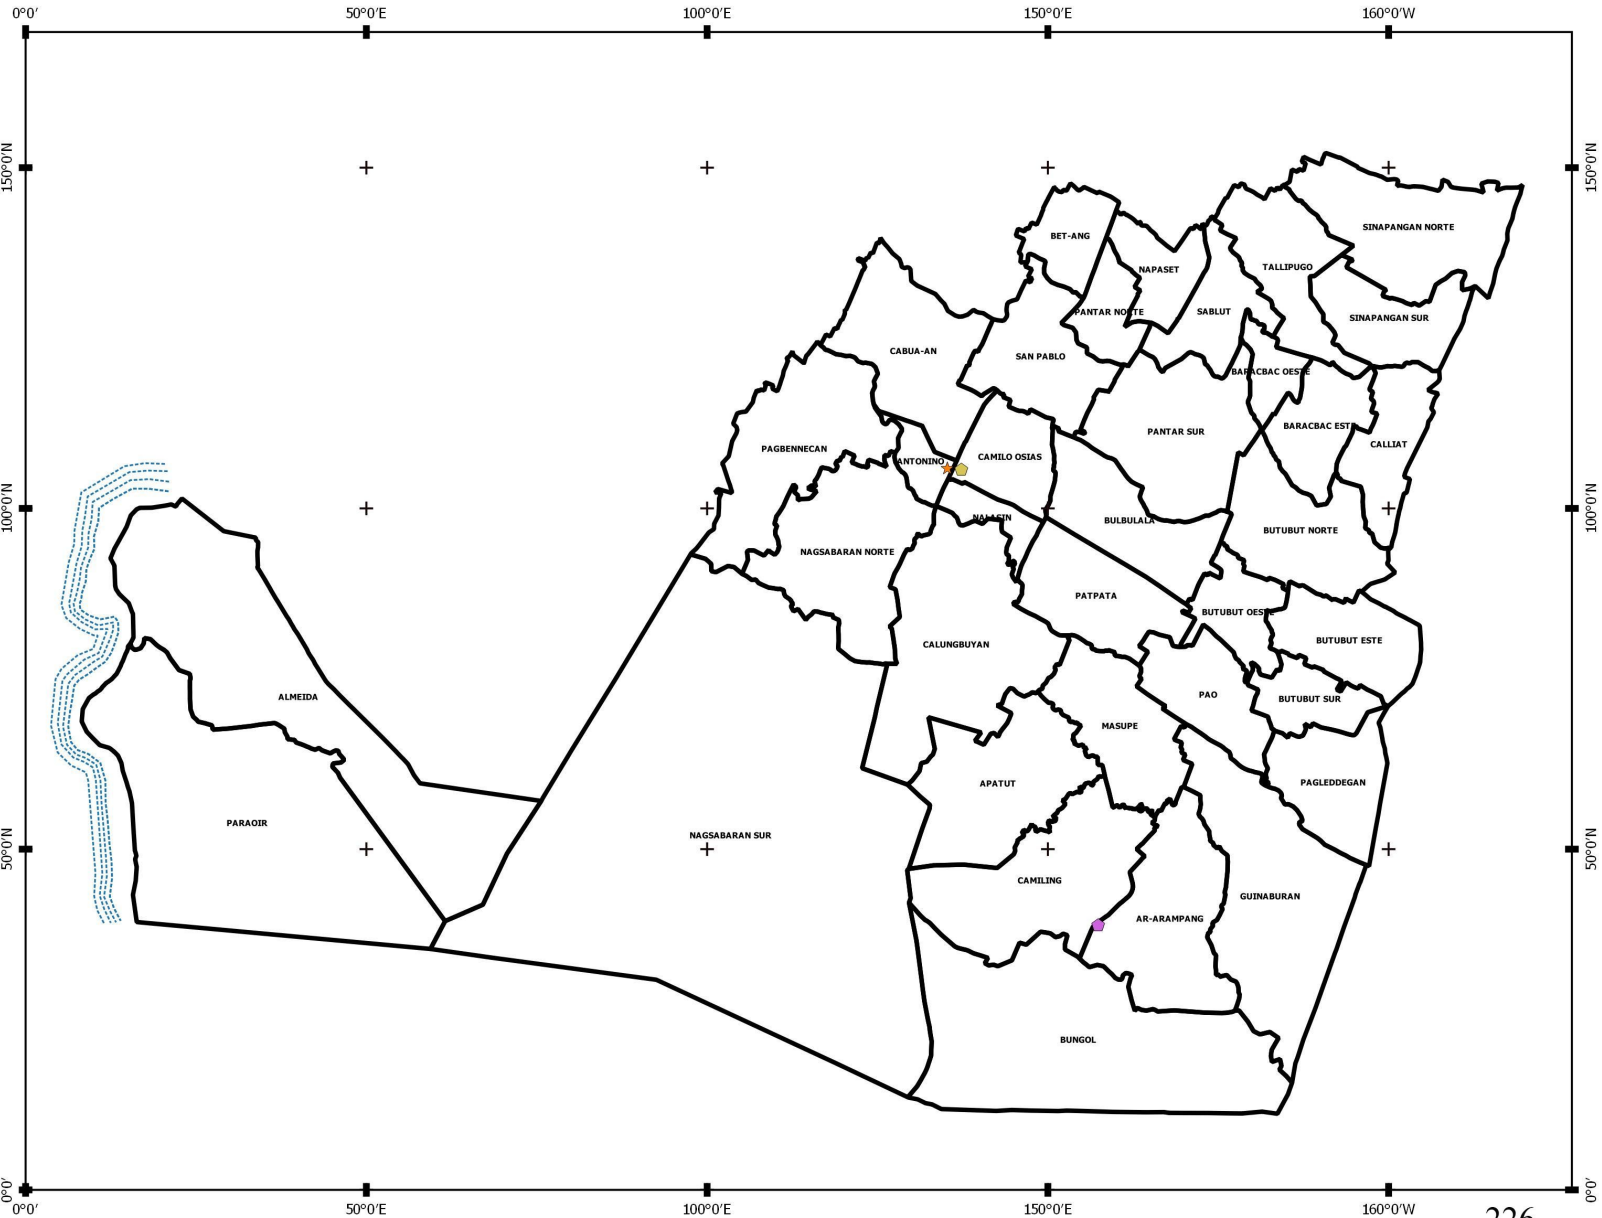 0°0′ 50°0′E 100°0′E 150°0′E 160°0′W
150°0′N 150°0′N
SINAPANGAN NORTE
BET-ANG
TALLIPUGO
NAPASET
PANTAR NORTE
SABLUT
SINAPANGAN SUR
CABUA-AN
SAN PABLO
BARACBAC OESTE
BARACBAC EST
PANTAR SUR
CALLIAT
PAGBENNECAN
CAMILO OSIAS
ANTONINO
100°0′N 100°0′N
NALASIN
BULBULALA
BUTUBUT NORTE
NAGSABARAN NORTE
PATPATA
BUTUBUT OESTE
BUTUBUT ESTE
CALUNGBUYAN
ALMEIDA
PAO
BUTUBUT SUR
MASUPE
APATUT
PAGLEDDEGAN
PARAOIR
NAGSABARAN SUR
50°0′N 50°0′N
CAMILING
GUINABURAN
AR-ARAMPANG
BUNGOL
0°0′ 0°0′
0°0′ 50°0′E 100°0′E 150°0′E 160°0′W